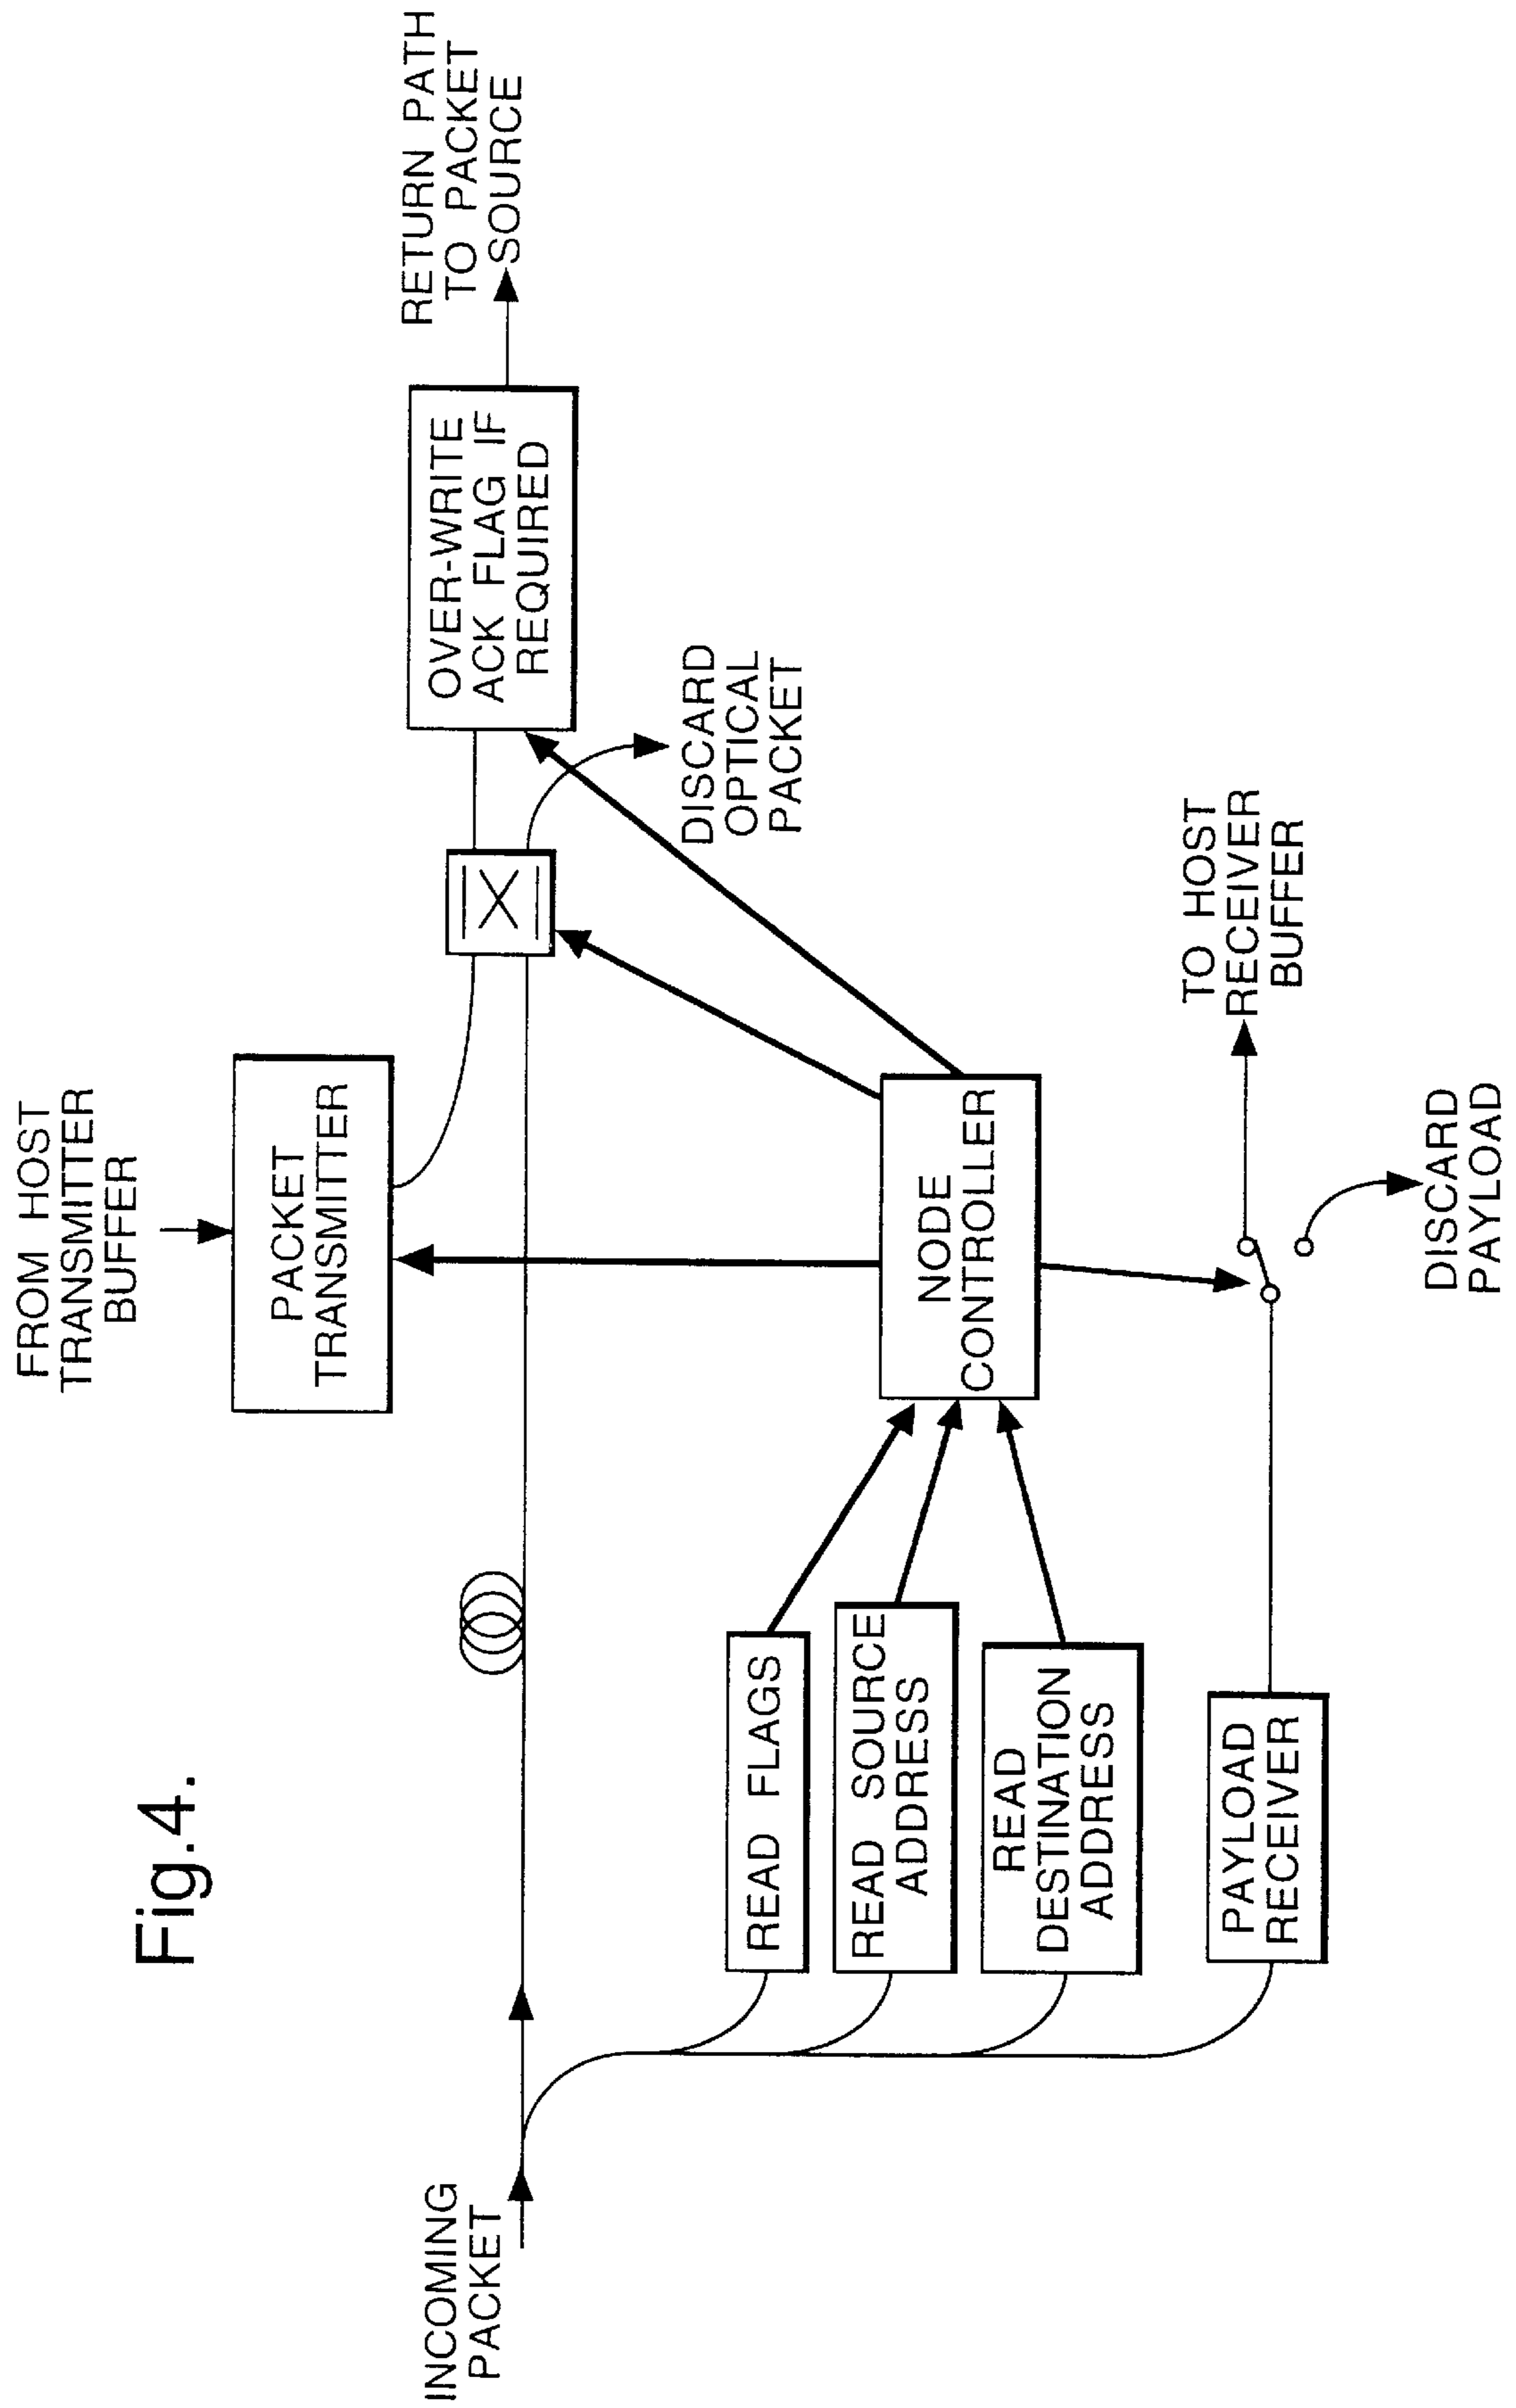 Fig.4.
FROM HOST
TRANSMITTER
BUFFER
PACKET
TRANSMITTER
INCOMING
PACKET
RETURN PATH
TO PACKET
SOURCE
OVER-WRITE
ACK FLAG IF
REQUIRED
DISCARD
OPTICAL
PACKET
READ FLAGS
READ SOURCE
ADDRESS
READ
DESTINATION
ADDRESS
NODE
CONTROLLER
PAYLOAD
RECEIVER
TO HOST
RECEIVER
BUFFER
DISCARD
PAYLOAD